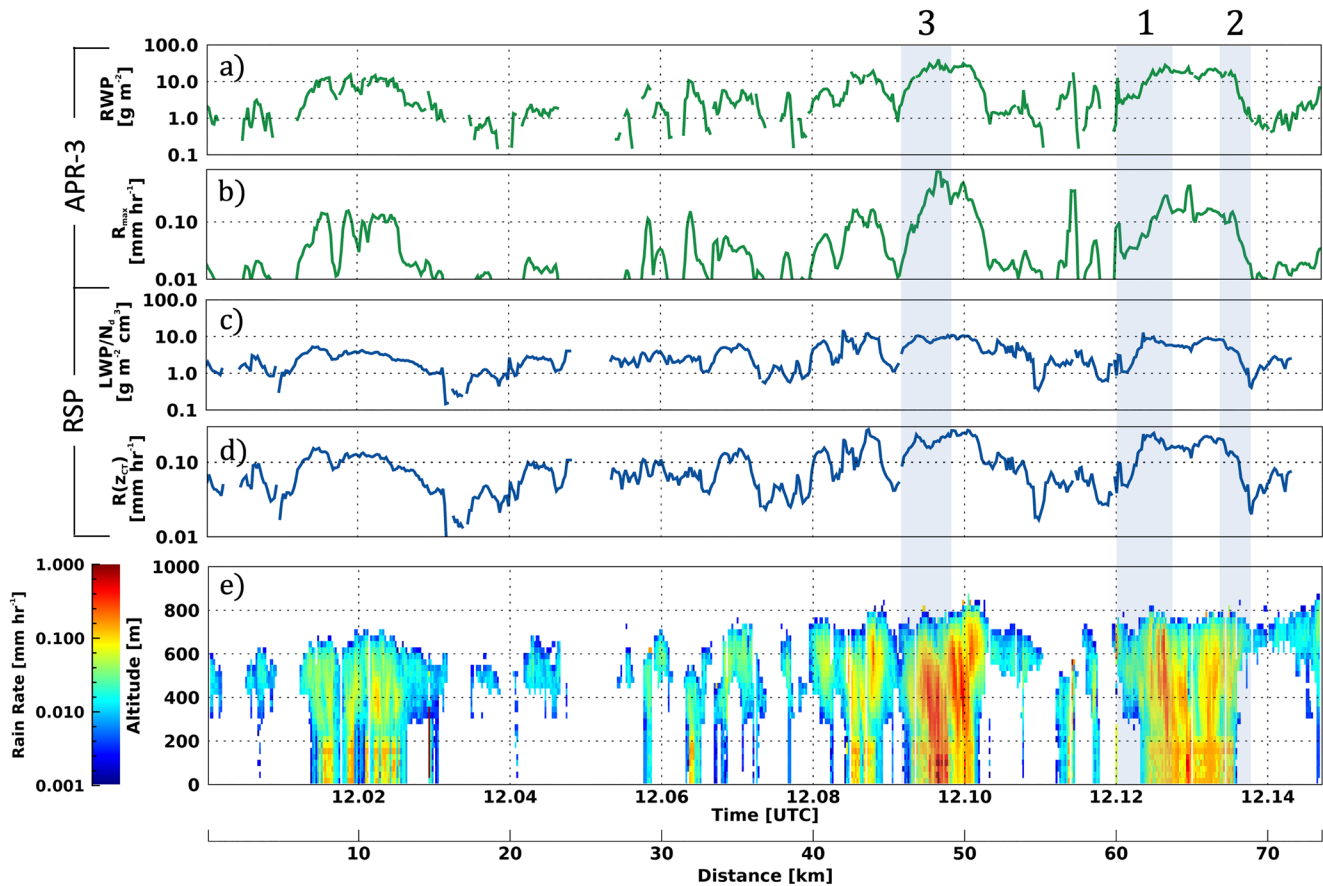 3 1 2
APR-3
RSP
a)
RWP
[g m⁻²]
100.0
10.0
1.0
0.1
b)
Rmax
[mm hr⁻¹]
0.10
0.01
c)
LWP/Nd
[g m⁻² cm³]
100.0
10.0
1.0
0.1
d)
R(zCT)
[mm hr⁻¹]
0.10
0.01
e)
Rain Rate [mm hr⁻¹]
1.000
0.100
0.010
0.001
Altitude [m]
1000
800
600
400
200
0
12.02 12.04 12.06 12.08 12.10 12.12 12.14
Time [UTC]
10 20 30 40 50 60 70
Distance [km]